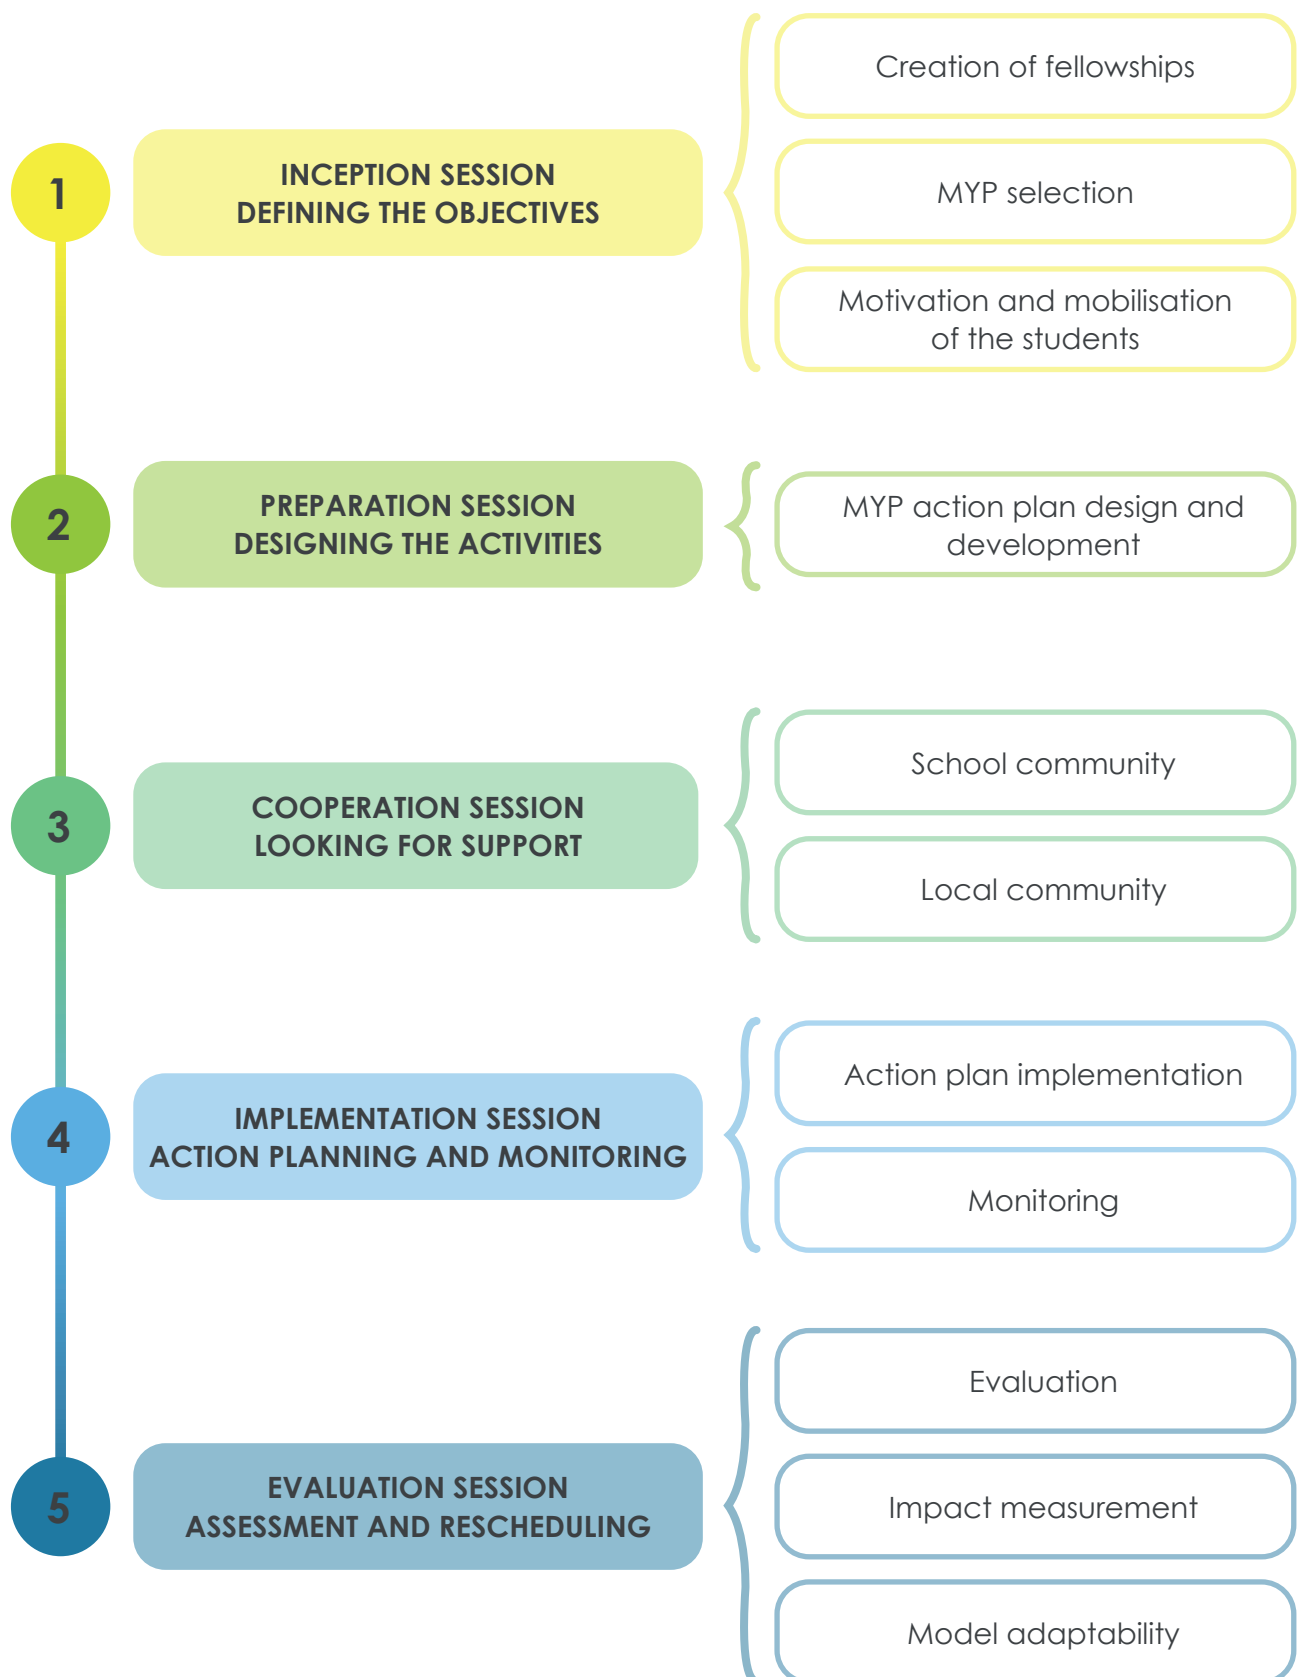 1
INCEPTION SESSION
DEFINING THE OBJECTIVES
Creation of fellowships
MYP selection
Motivation and mobilisation
of the students
2
PREPARATION SESSION
DESIGNING THE ACTIVITIES
MYP action plan design and
development
3
COOPERATION SESSION
LOOKING FOR SUPPORT
School community
Local community
4
IMPLEMENTATION SESSION
ACTION PLANNING AND MONITORING
Action plan implementation
Monitoring
5
EVALUATION SESSION
ASSESSMENT AND RESCHEDULING
Evaluation
Impact measurement
Model adaptability